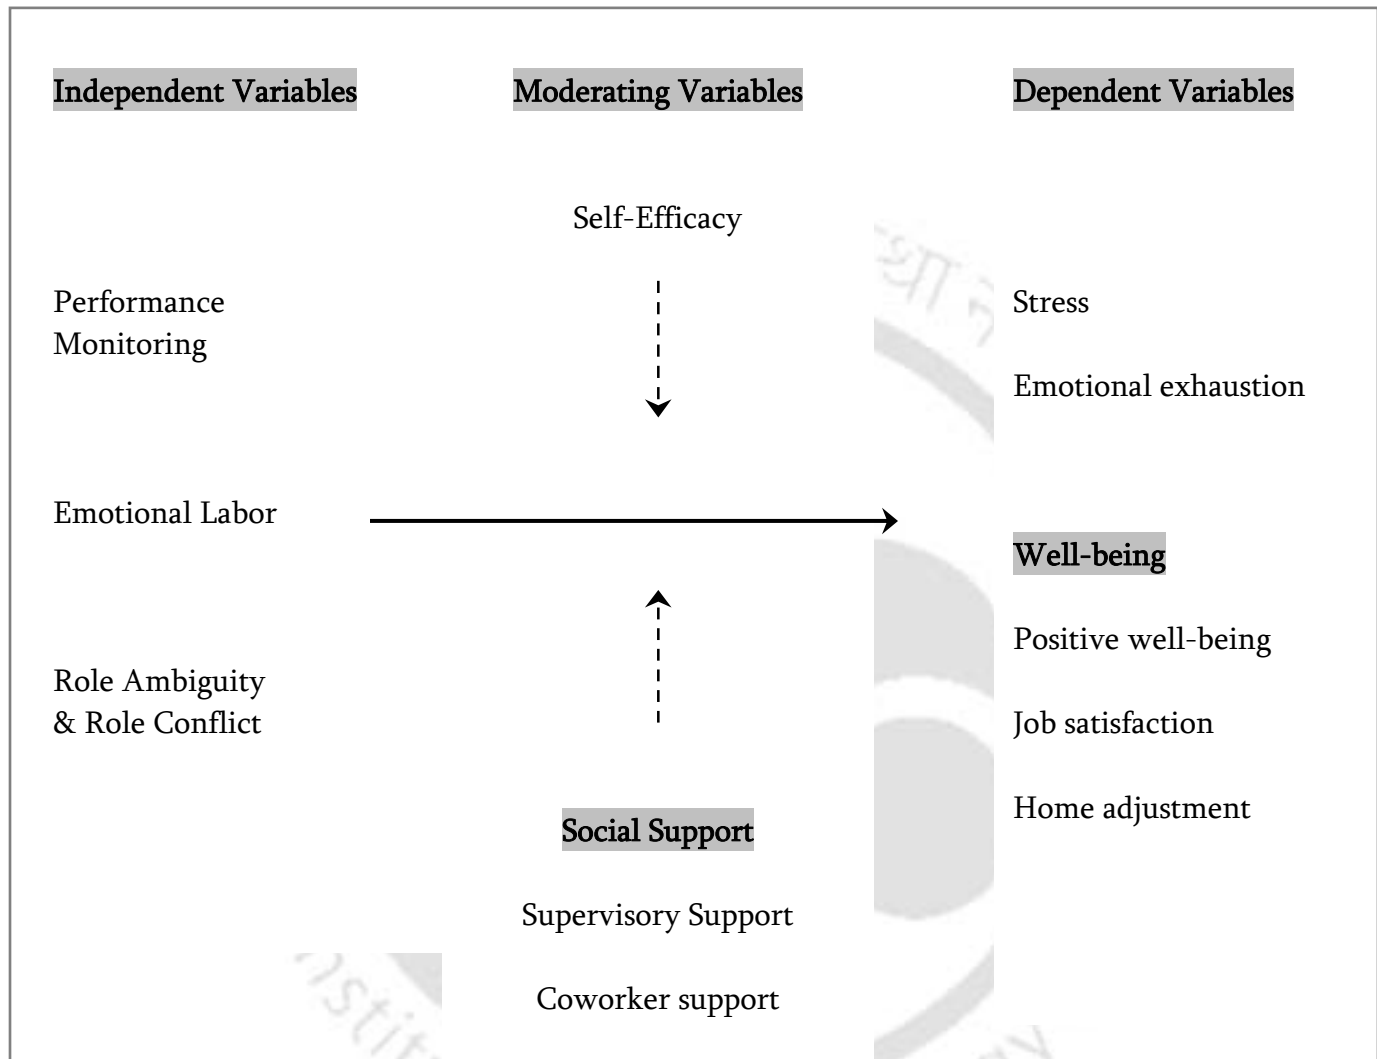 Independent Variables
Moderating Variables
Dependent Variables
Self-Efficacy
Performance
Monitoring
Stress
Emotional exhaustion
Emotional Labor
Well-being
Positive well-being
Role Ambiguity
& Role Conflict
Job satisfaction
Home adjustment
Social Support
Supervisory Support
Coworker support